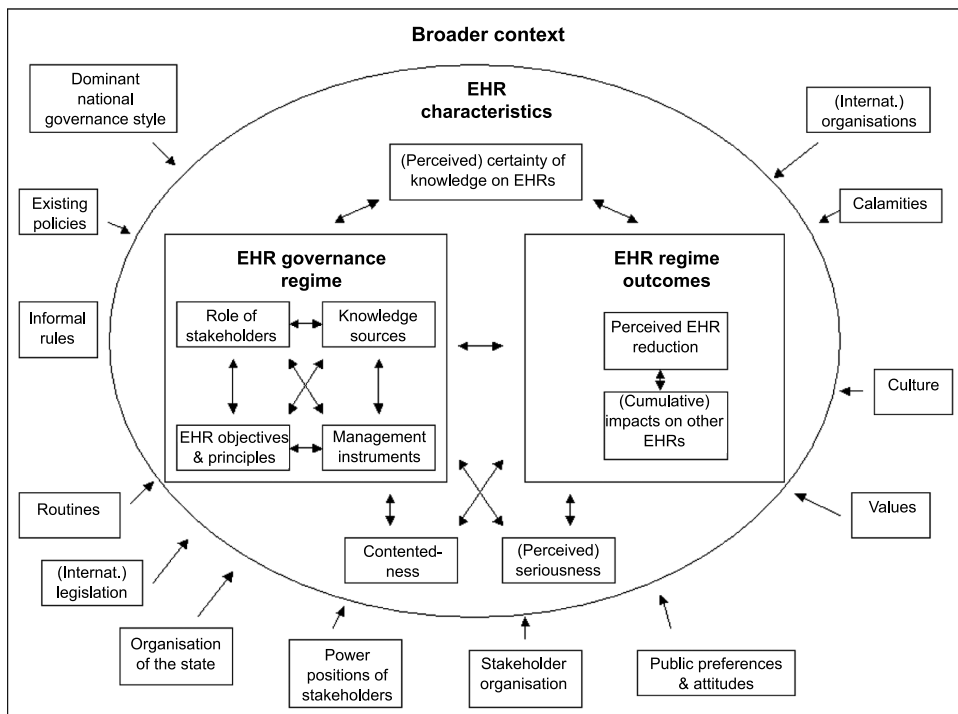 Broader context
Dominant
national
governance style
EHR
characteristics
(Internat.)
organisations
(Perceived) certainty of
knowledge on EHRs
Existing
policies
Calamities
EHR governance
regime
EHR regime
outcomes
Role of
stakeholders
Knowledge
sources
Informal
rules
Perceived EHR
reduction
Culture
(Cumulative)
impacts on other
EHRs
EHR objectives
& principles
Management
instruments
Routines
Values
Contented-
ness
(Perceived)
seriousness
(Internat.)
legislation
Organisation
of the state
Power
positions of
stakeholders
Stakeholder
organisation
Public preferences
& attitudes